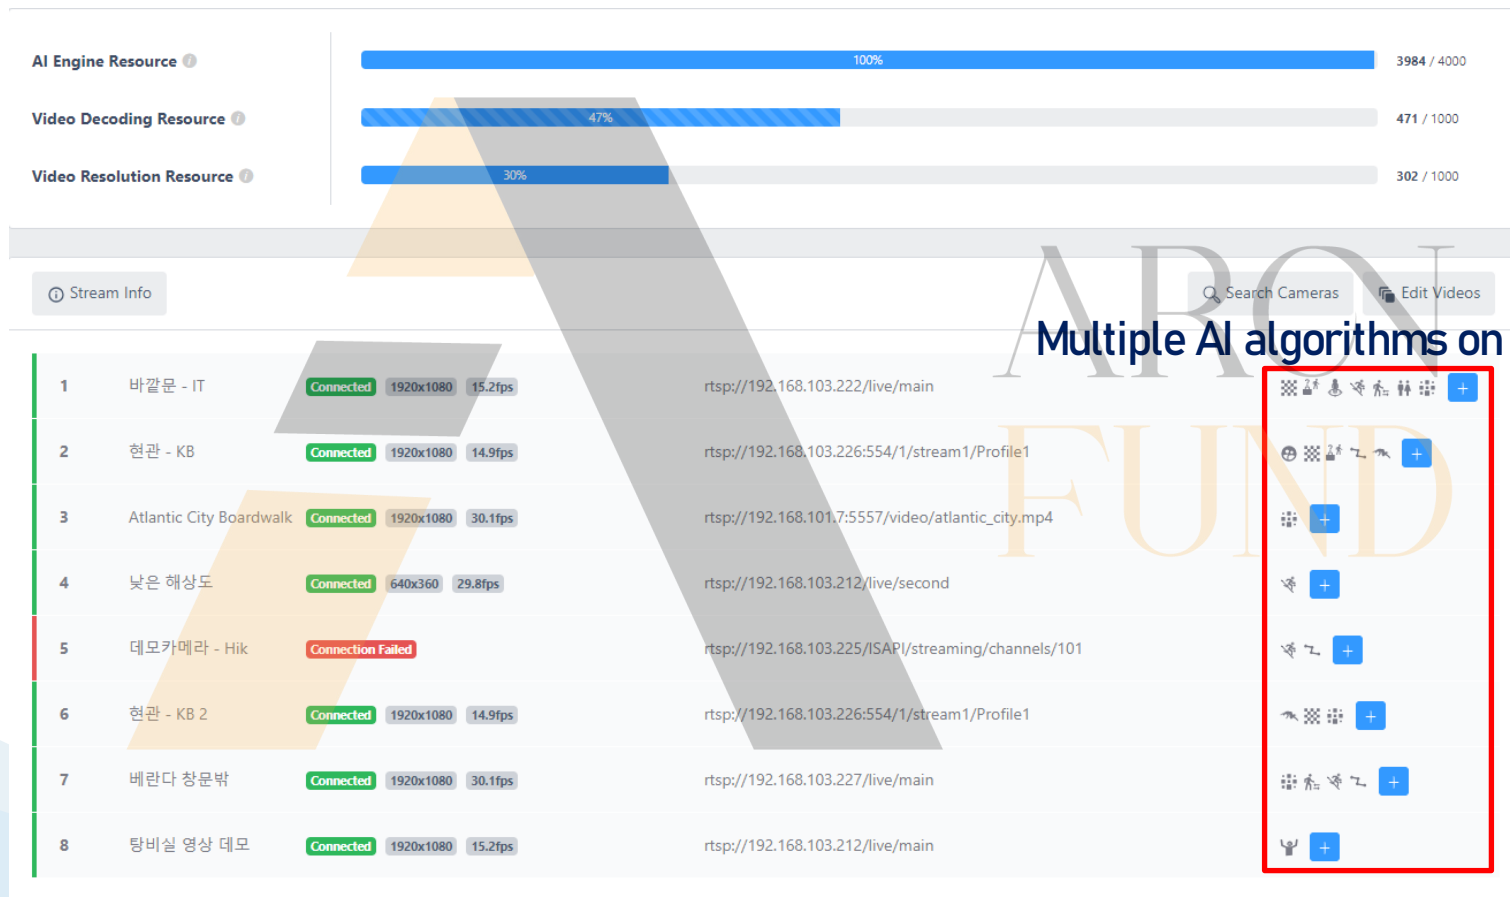 AI Engine Resource 100% 3984 / 4000
Video Decoding Resource 47% 471 / 1000
Video Resolution Resource 30% 302 / 1000
Stream Info Search Cameras Edit Videos
ARQN
FUND
Multiple AI algorithms on
1 바깥문 - IT Connected 1920x1080 15.2fps rtsp://192.168.103.222/live/main +
2 현관 - KB Connected 1920x1080 14.9fps rtsp://192.168.103.226:554/1/stream1/Profile1 +
3 Atlantic City Boardwalk Connected 1920x1080 30.1fps rtsp://192.168.101.7:5557/video/atlantic_city.mp4 +
4 낮은 해상도 Connected 640x360 29.8fps rtsp://192.168.103.212/live/second +
5 데모카메라 - Hik Connection Failed rtsp://192.168.103.225/ISAPI/streaming/channels/101 +
6 현관 - KB 2 Connected 1920x1080 14.9fps rtsp://192.168.103.226:554/1/stream1/Profile1 +
7 베란다 창문밖 Connected 1920x1080 30.1fps rtsp://192.168.103.227/live/main +
8 탕비실 영상 데모 Connected 1920x1080 15.2fps rtsp://192.168.103.212/live/main +